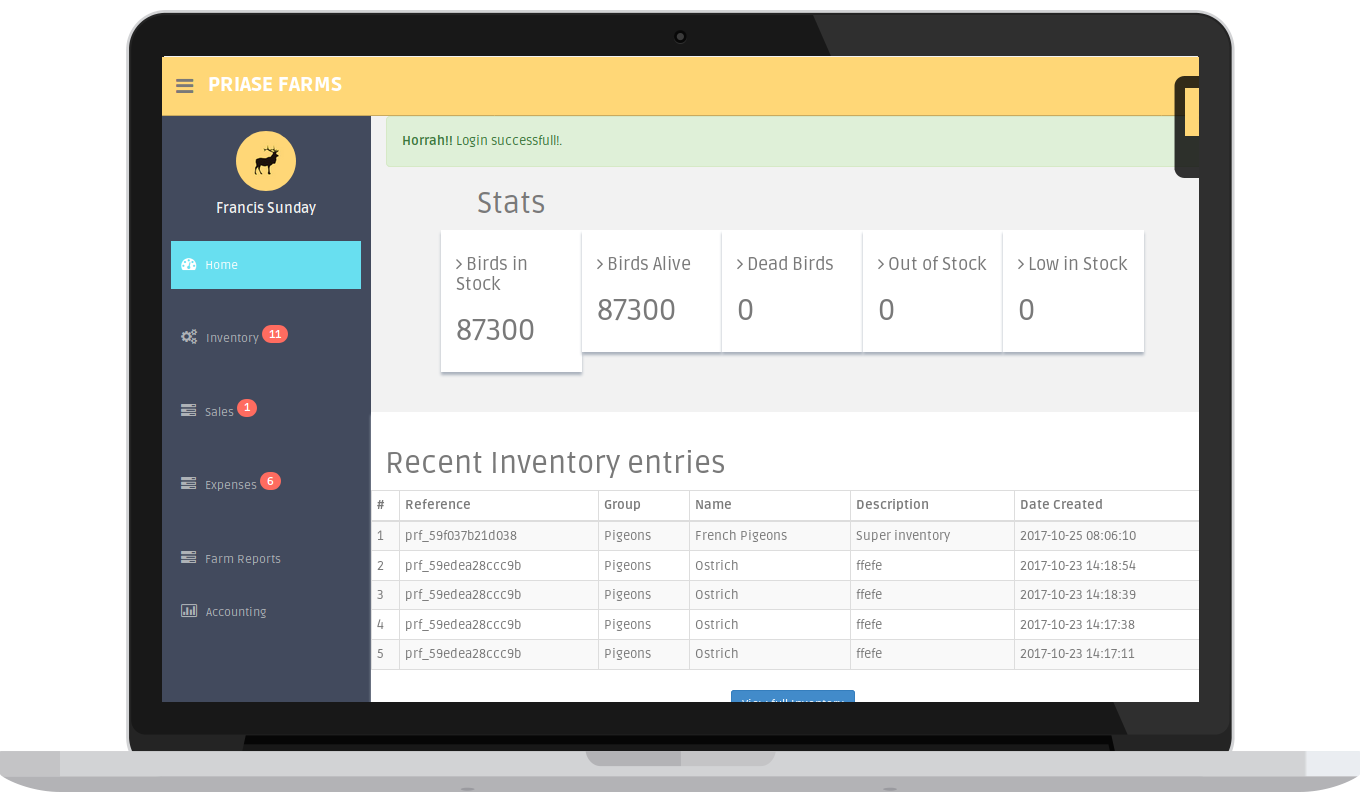 PRIASE FARMS
Francis Sunday
Home
Inventory 11
Sales 1
Expenses 6
Farm Reports
Accounting
Horrah!! Login successfull!.
Stats
Birds in
Stock
87300
Birds Alive
87300
Dead Birds
0
Out of Stock
0
Low in Stock
0
Recent Inventory entries
# Reference Group Name Description Date Created
1 prf_59f037b21d038 Pigeons French Pigeons Super inventory 2017-10-25 08:06:10
2 prf_59edea28ccc9b Pigeons Ostrich ffefe 2017-10-23 14:18:54
3 prf_59edea28ccc9b Pigeons Ostrich ffefe 2017-10-23 14:18:39
4 prf_59edea28ccc9b Pigeons Ostrich ffefe 2017-10-23 14:17:38
5 prf_59edea28ccc9b Pigeons Ostrich ffefe 2017-10-23 14:17:11
View full Inventory